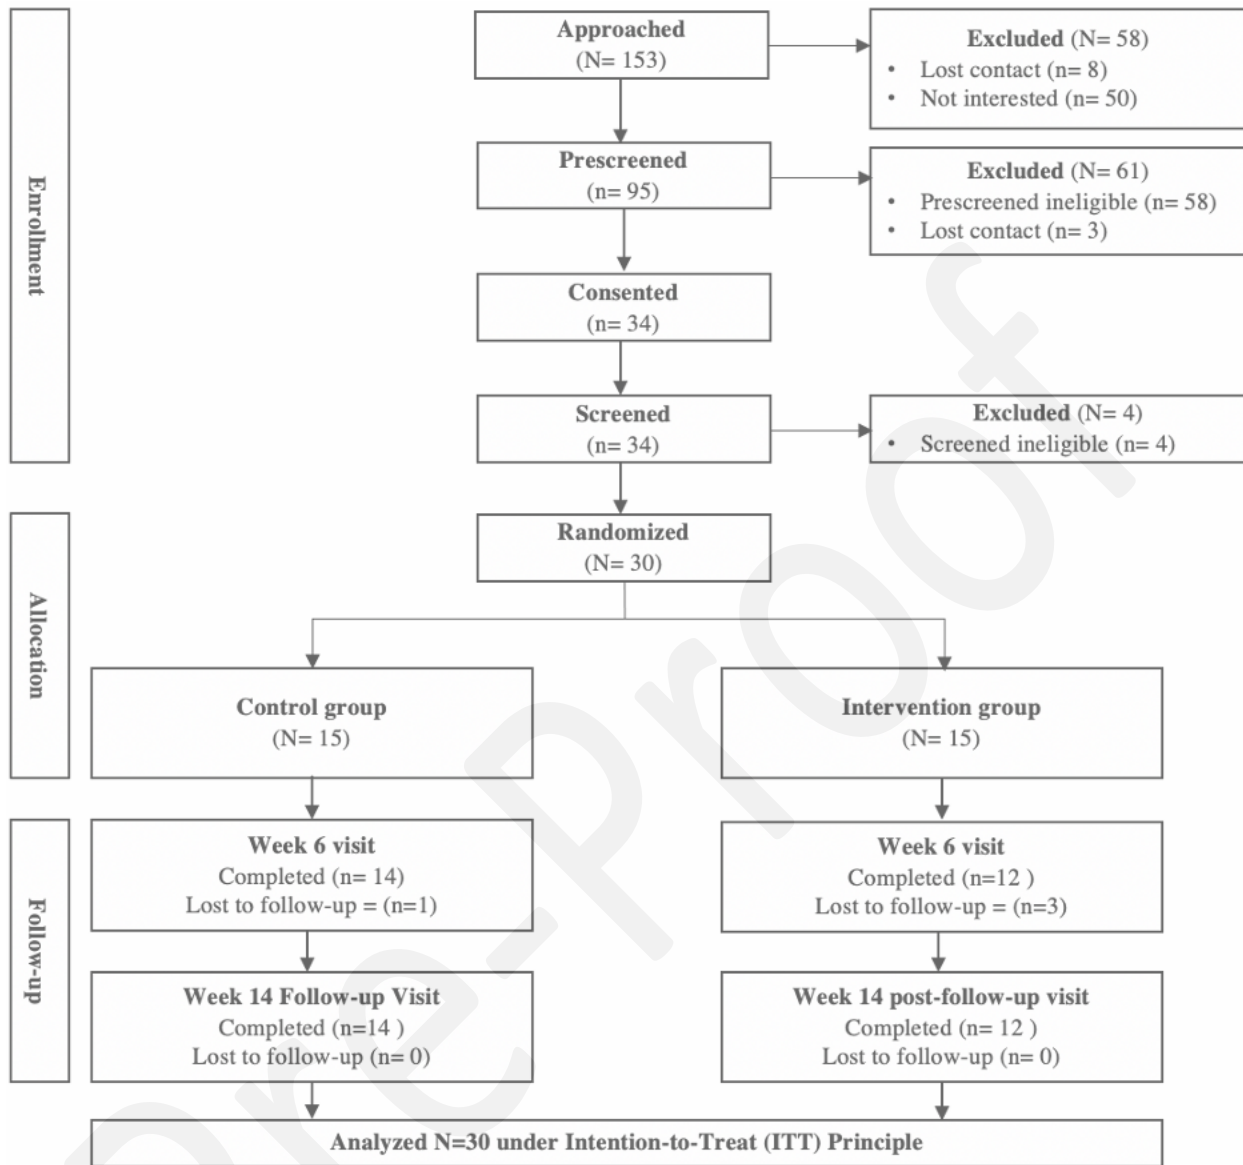 Enrollment
Approached
(N= 153)
Excluded (N= 58)
• Lost contact (n= 8)
• Not interested (n= 50)
Prescreened
(n= 95)
Excluded (N= 61)
• Prescreened ineligible (n= 58)
• Lost contact (n= 3)
Consented
(n= 34)
Screened
(n= 34)
Excluded (N= 4)
• Screened ineligible (n= 4)
Allocation
Randomized
(N= 30)
Control group
(N= 15)
Intervention group
(N= 15)
Follow-up
Week 6 visit
Completed (n= 14)
Lost to follow-up = (n=1)
Week 6 visit
Completed (n=12 )
Lost to follow-up = (n=3)
Week 14 Follow-up Visit
Completed (n=14 )
Lost to follow-up (n= 0)
Week 14 post-follow-up visit
Completed (n= 12 )
Lost to follow-up (n= 0)
Analyzed N=30 under Intention-to-Treat (ITT) Principle
Pre-Proof